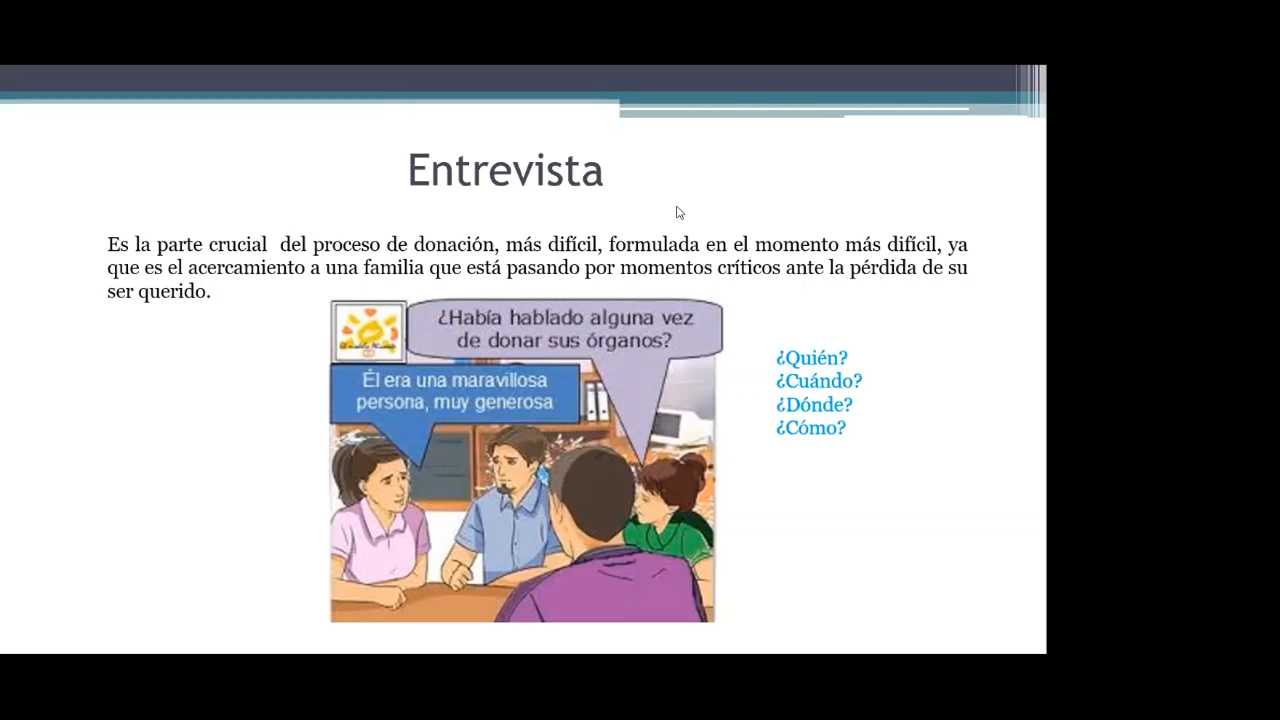 Entrevista
Es la parte crucial del proceso de donación, más difícil, formulada en el momento más difícil, ya
que es el acercamiento a una familia que está pasando por momentos críticos ante la pérdida de su
ser querido.
¿Había hablado alguna vez
de donar sus órganos?
Él era una maravillosa
persona, muy generosa
¿Quién?
¿Cuándo?
¿Dónde?
¿Cómo?